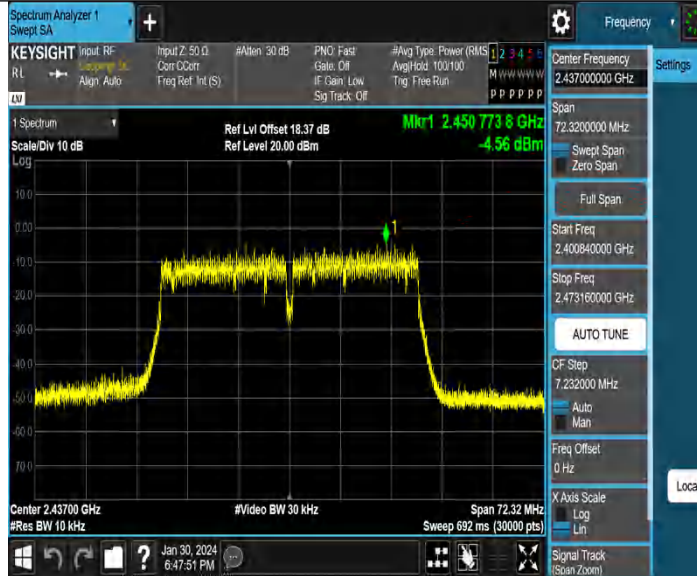 Spectrum Analyzer 1
Swept SA
+
Frequency
KEYSIGHT
RL
Input: RF
Align: Auto
Input Z: 50 Ω
Corr CCorr
Freq Ref: Int (S)
#Atten: 30 dB
PNO: Fast
Gate: Off
IF Gain: Low
Sig Track: Off
#Avg Type: Power (RMS
Avg|Hold: 100/100
Trig: Free Run
1 2 3 4 5 6
M W W W W W
P P P P P P
Center Frequency
2.437000000 GHz
Settings
Span
72.3200000 MHz
Swept Span
Zero Span
Full Span
Start Freq
2.400840000 GHz
Stop Freq
2.473160000 GHz
AUTO TUNE
CF Step
7.232000 MHz
Auto
Man
Freq Offset
0 Hz
X Axis Scale
Log
Lin
Signal Track
(Span Zoom)
Loca
LXI
1 Spectrum
Scale/Div 10 dB
Ref Lvl Offset 18.37 dB
Ref Level 20.00 dBm
Mkr1 2.450 773 8 GHz
-4.56 dBm
Log
10.0
0.00
-10.0
-20.0
-30.0
-40.0
-50.0
-60.0
-70.0
1
Center 2.43700 GHz
#Res BW 10 kHz
#Video BW 30 kHz
Span 72.32 MHz
Sweep 692 ms (30000 pts)
?
Jan 30, 2024
6:47:51 PM